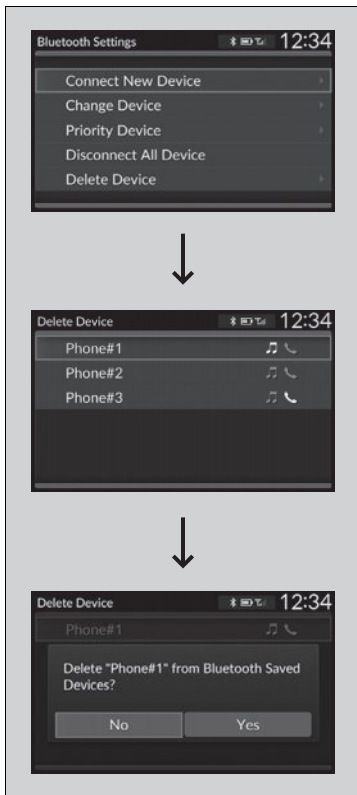 Bluetooth Settings 12:34
Connect New Device
Change Device
Priority Device
Disconnect All Device
Delete Device
Delete Device 12:34
Phone#1
Phone#2
Phone#3
Delete Device 12:34
Phone#1
Delete "Phone#1" from Bluetooth Saved
Devices?
No Yes